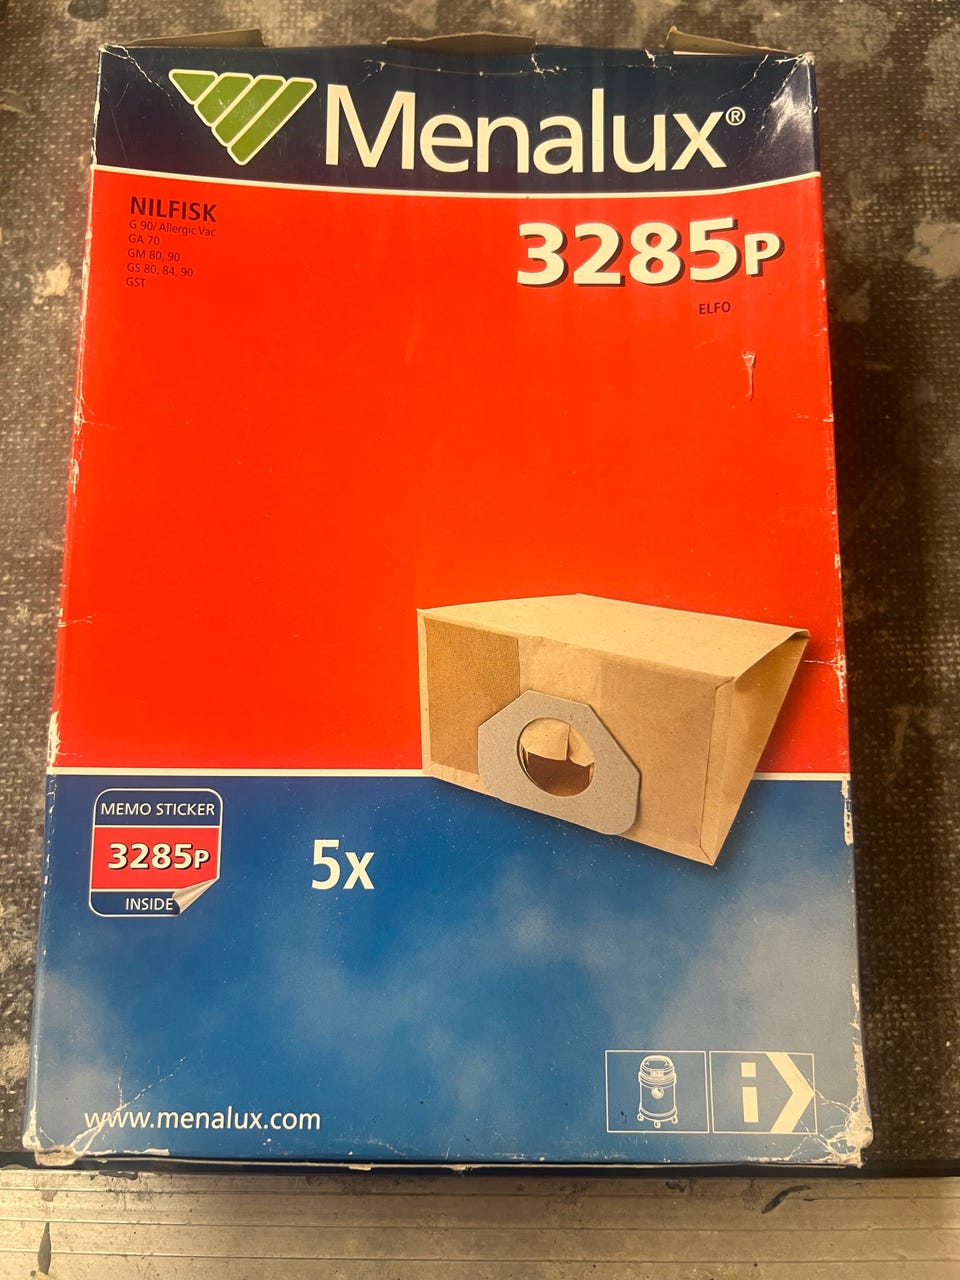 Menalux®
NILFISK
G 90/ Allergic Vac
GA 70
GM 80, 90
GS 80, 84, 90
GST
3285P
ELFO
MEMO STICKER
3285P
INSIDE
5x
www.menalux.com
i